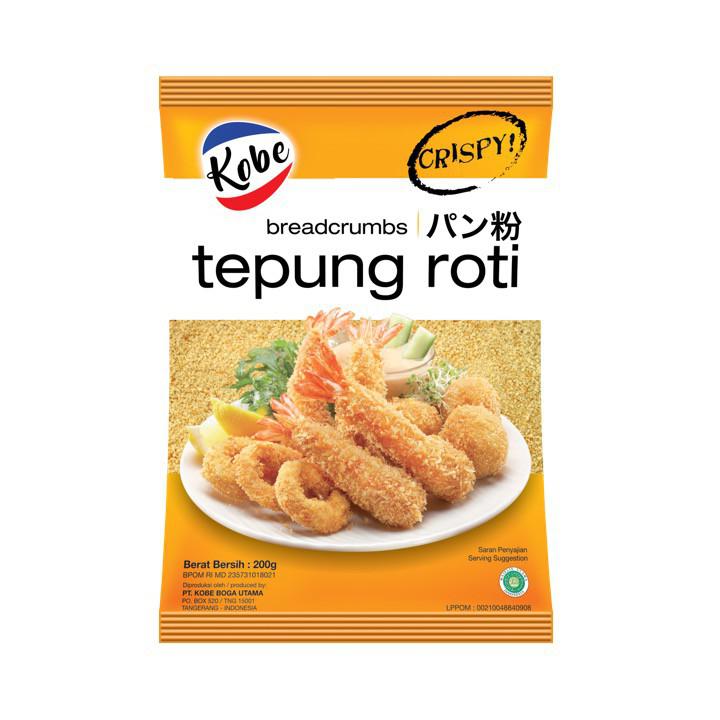 Kobe
CRISPY!
breadcrumbs | パン粉
tepung roti
Saran Penyajian
Serving Suggestion
Berat Bersih : 200g
BPOM RI MD 235731018021
Diproduksi oleh / produced by:
PT. KOBE BOGA UTAMA
PO. BOX 520 / TNG 15001
TANGERANG - INDONESIA
LPPOM : 00210048840908